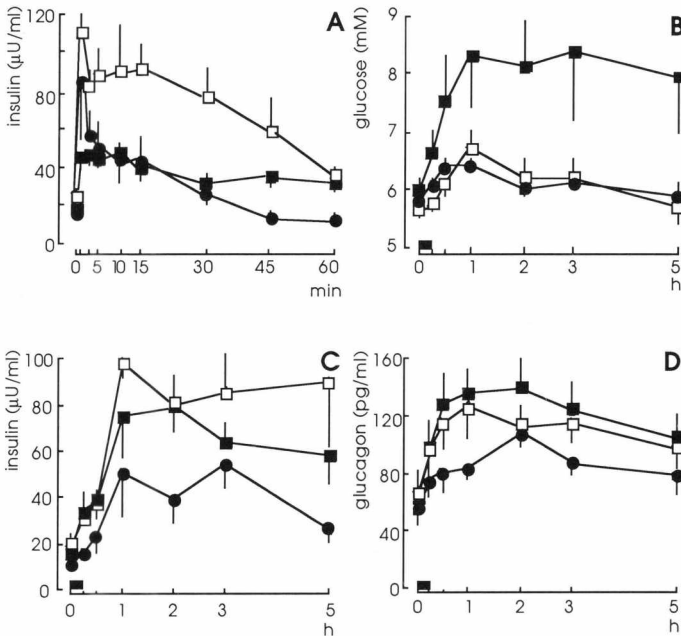 A
insulin (µU/ml)
120
80
40
0
0 5 10 15 30 45 60
min
B
glucose (mM)
9
8
7
6
5
0 1 2 3 5
h
C
insulin (µU/ml)
100
80
60
40
20
0
0 1 2 3 5
h
D
glucagon (pg/ml)
160
120
80
40
0
0 1 2 3 5
h